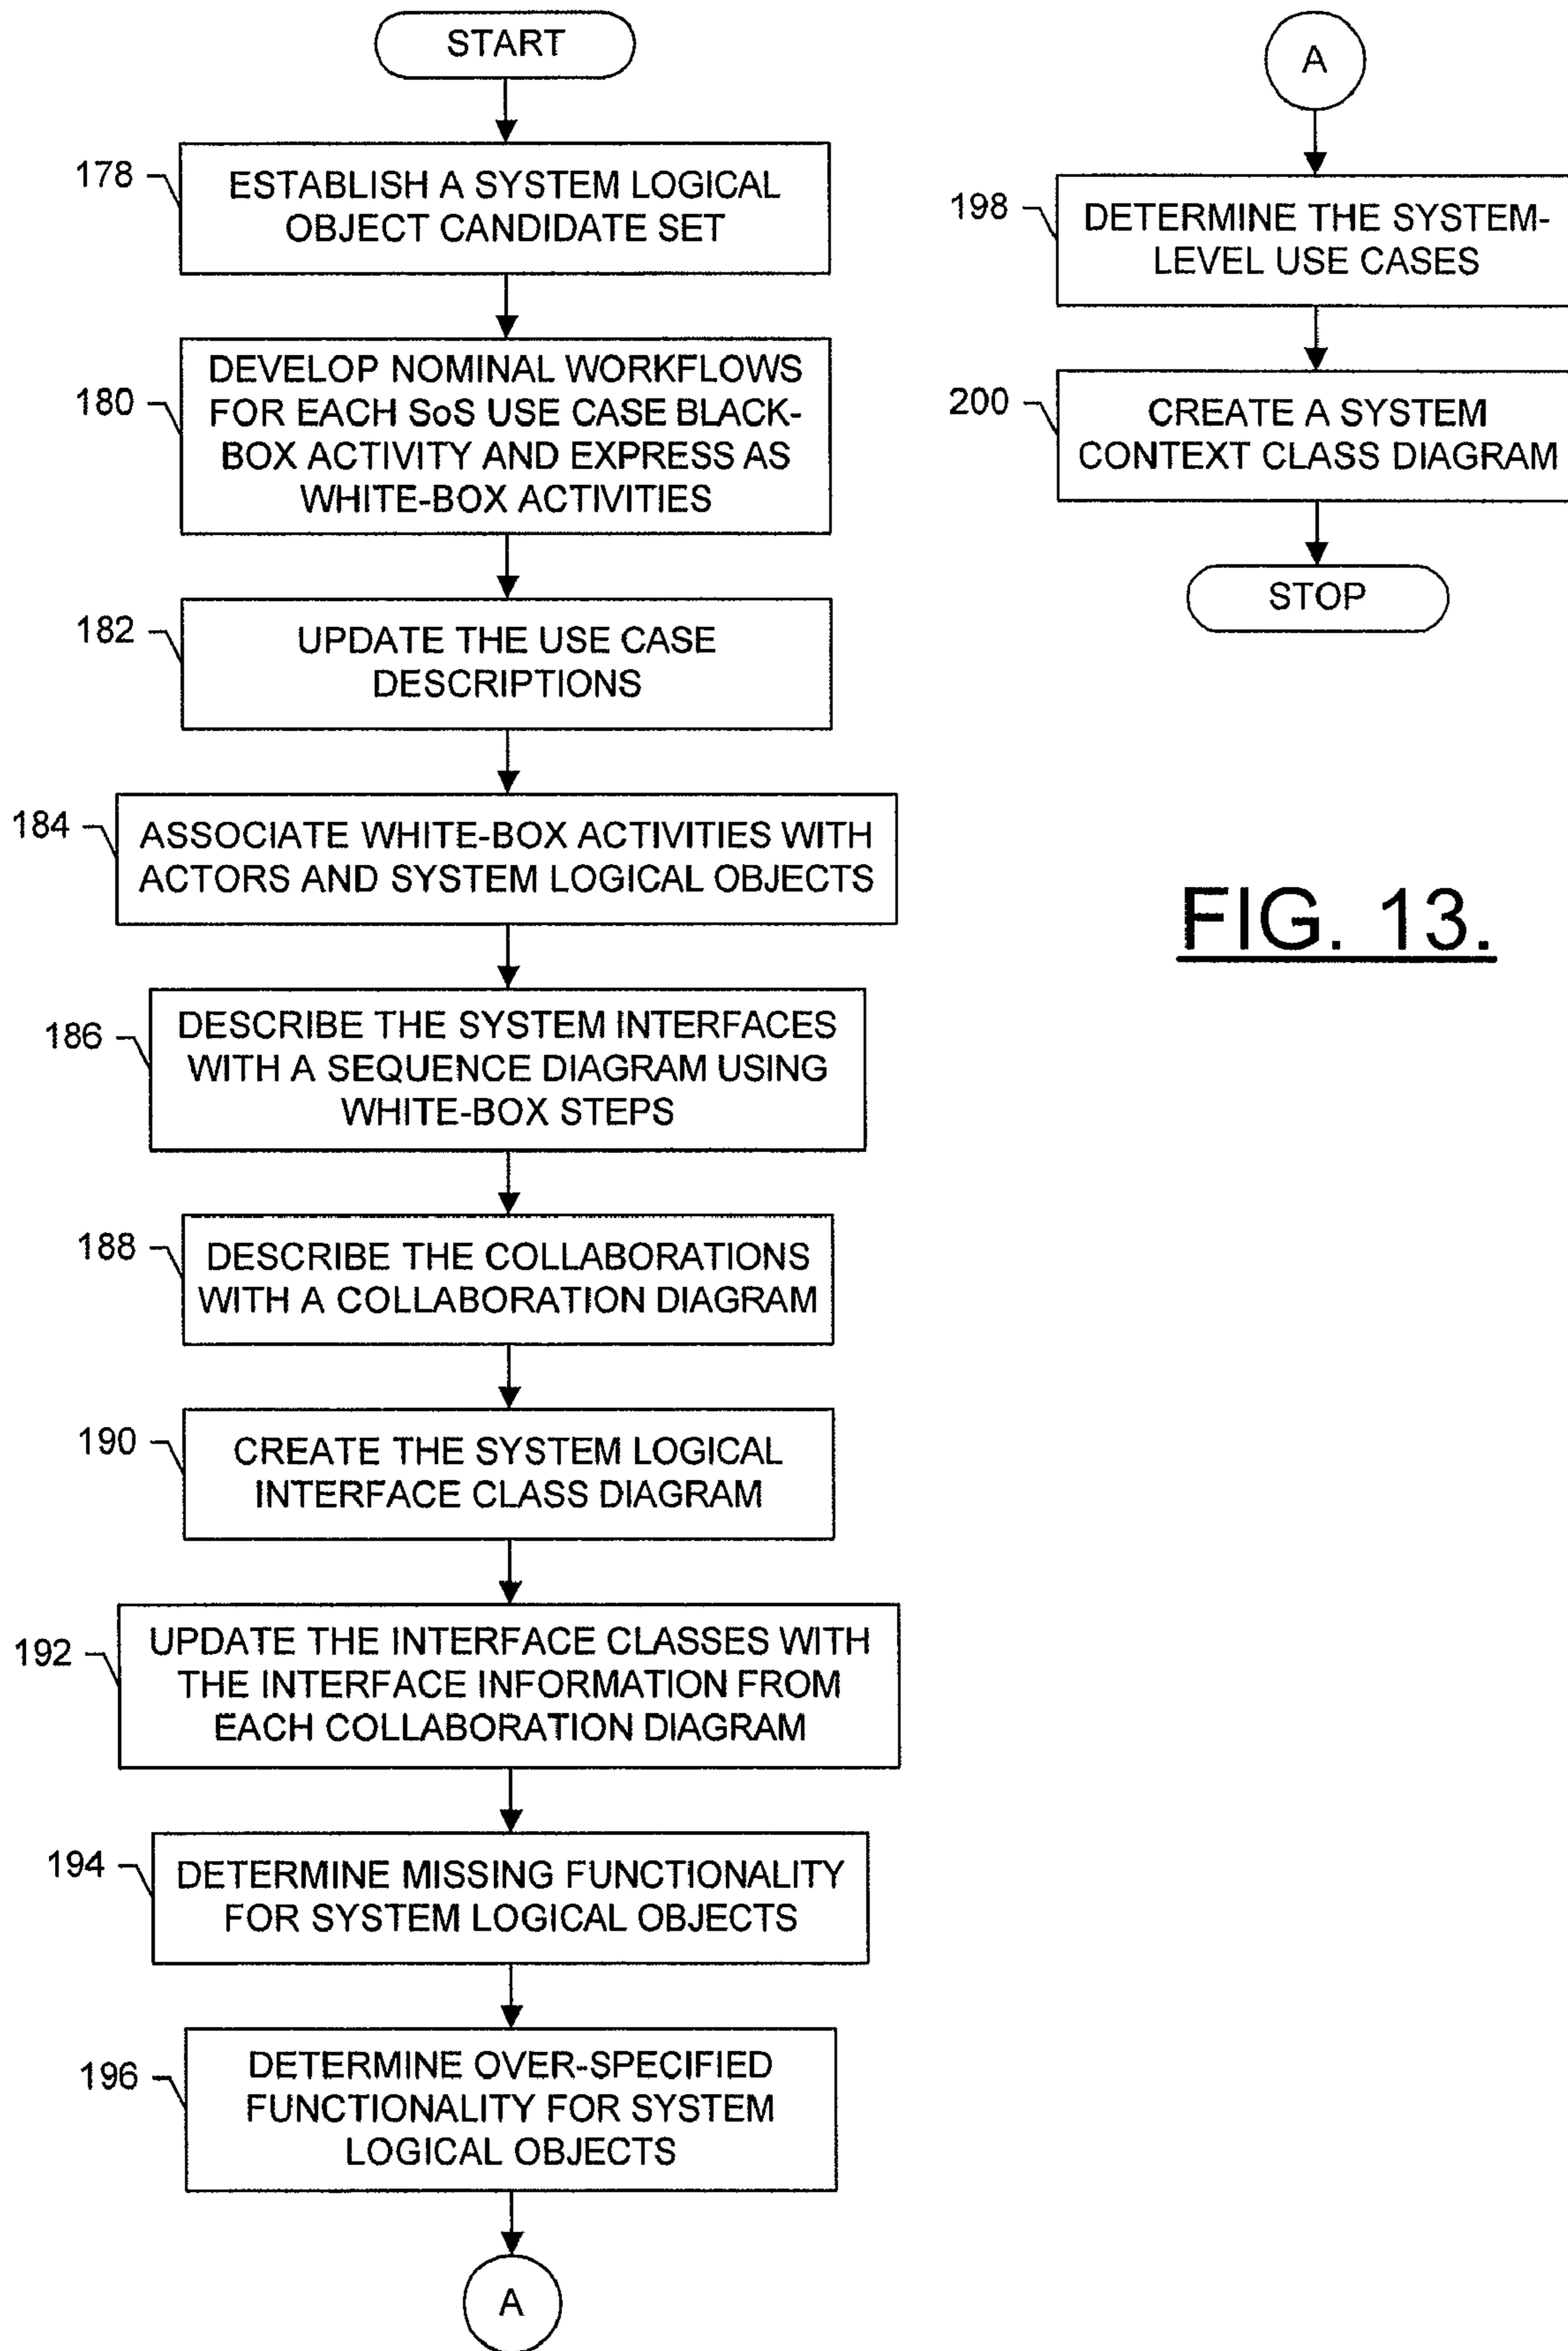 START
178
ESTABLISH A SYSTEM LOGICAL
OBJECT CANDIDATE SET
180
DEVELOP NOMINAL WORKFLOWS
FOR EACH SoS USE CASE BLACK-
BOX ACTIVITY AND EXPRESS AS
WHITE-BOX ACTIVITIES
182
UPDATE THE USE CASE
DESCRIPTIONS
184
ASSOCIATE WHITE-BOX ACTIVITIES WITH
ACTORS AND SYSTEM LOGICAL OBJECTS
186
DESCRIBE THE SYSTEM INTERFACES
WITH A SEQUENCE DIAGRAM USING
WHITE-BOX STEPS
188
DESCRIBE THE COLLABORATIONS
WITH A COLLABORATION DIAGRAM
190
CREATE THE SYSTEM LOGICAL
INTERFACE CLASS DIAGRAM
192
UPDATE THE INTERFACE CLASSES WITH
THE INTERFACE INFORMATION FROM
EACH COLLABORATION DIAGRAM
194
DETERMINE MISSING FUNCTIONALITY
FOR SYSTEM LOGICAL OBJECTS
196
DETERMINE OVER-SPECIFIED
FUNCTIONALITY FOR SYSTEM
LOGICAL OBJECTS
A
A
198
DETERMINE THE SYSTEM-
LEVEL USE CASES
200
CREATE A SYSTEM
CONTEXT CLASS DIAGRAM
STOP
FIG. 13.